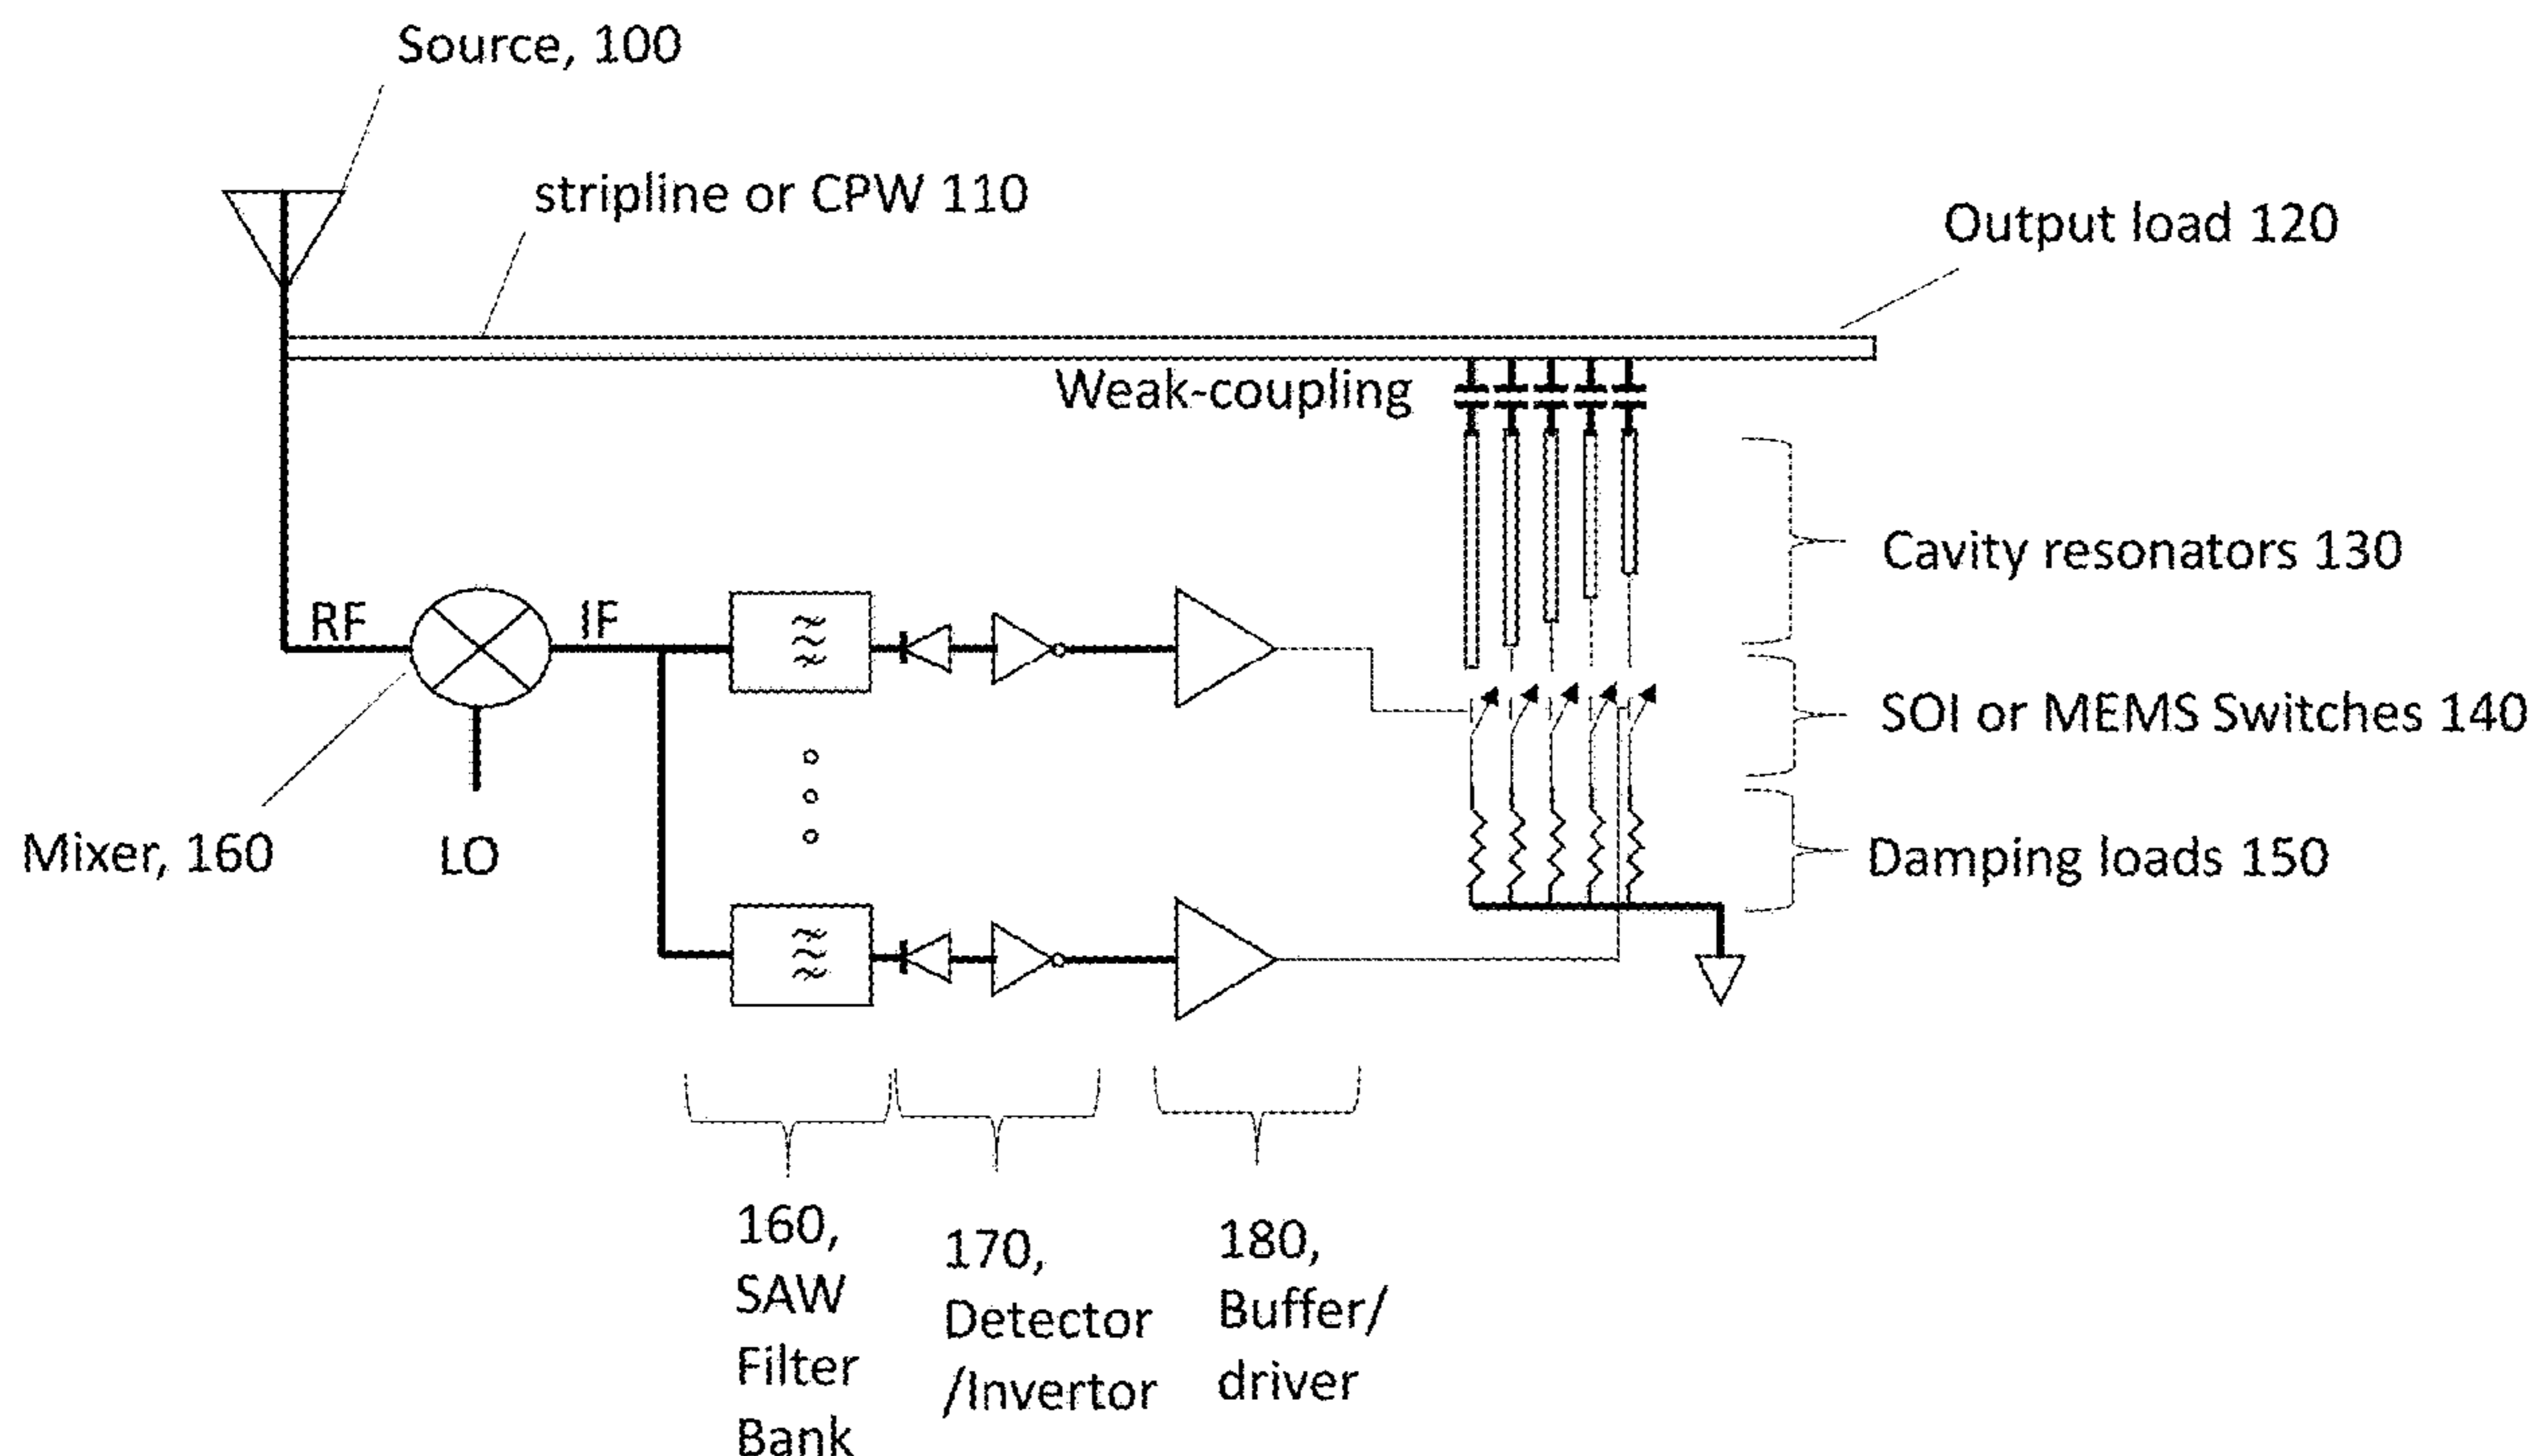 Source, 100
stripline or CPW 110
Output load 120
Weak-coupling
Cavity resonators 130
RF
IF
SOI or MEMS Switches 140
Mixer, 160
LO
Damping loads 150
160,
SAW
Filter
Bank
170,
Detector
/Invertor
180,
Buffer/
driver